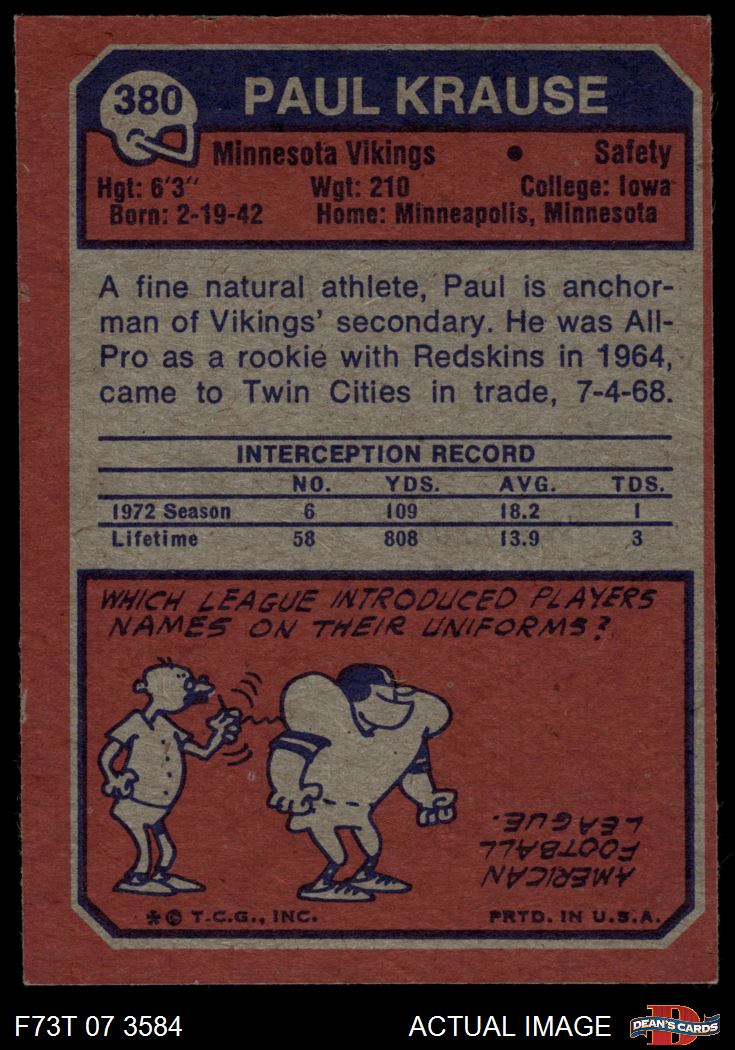 380
PAUL KRAUSE
Minnesota Vikings • Safety
Hgt: 6'3" Wgt: 210 College: Iowa
Born: 2-19-42 Home: Minneapolis, Minnesota
A fine natural athlete, Paul is anchor-
man of Vikings' secondary. He was All-
Pro as a rookie with Redskins in 1964,
came to Twin Cities in trade, 7-4-68.
INTERCEPTION RECORD
NO. YDS. AVG. TDS.
1972 Season 6 109 18.2 1
Lifetime 58 808 13.9 3
WHICH LEAGUE INTRODUCED PLAYERS
NAMES ON THEIR UNIFORMS?
AMERICAN
FOOTBALL
LEAGUE.
* © T.C.G., INC. PRTD. IN U.S.A.
F73T 07 3584 ACTUAL IMAGE D DEAN'S CARDS